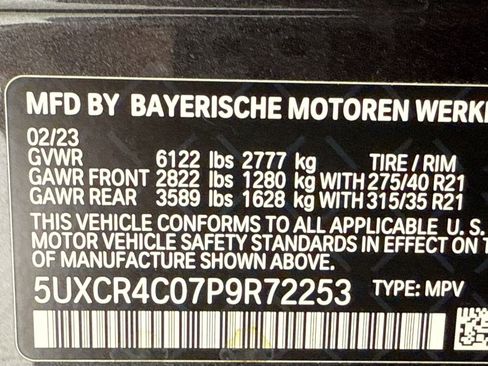 MFD BY BAYERISCHE MOTOREN WERKE
02/23
GVWR 6122 lbs 2777 kg TIRE / RIM
GAWR FRONT 2822 lbs 1280 kg WITH 275/40 R21
GAWR REAR 3589 lbs 1628 kg WITH 315/35 R21
THIS VEHICLE CONFORMS TO ALL APPLICABLE U. S.
MOTOR VEHICLE SAFETY STANDARDS IN EFFECT ON
OF MANUFACTURE SHOWN ABOVE.
5UXCR4C07P9R72253 TYPE: MPV